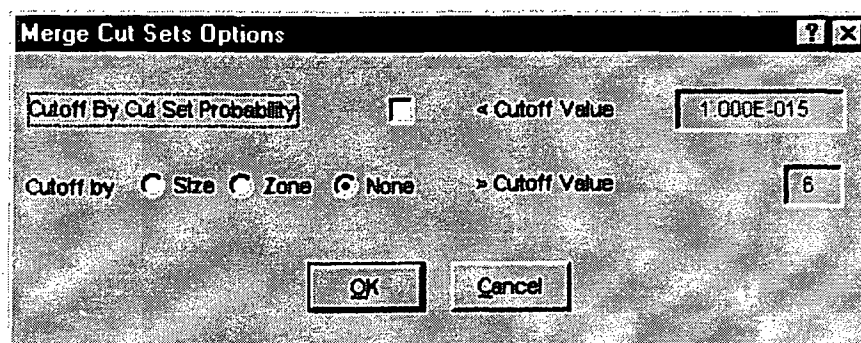 Merge Cut Sets Options
Cutoff By Cut Set Probability < Cutoff Value 1.000E-015
Cutoff by Size Zone None > Cutoff Value 6
OK Cancel